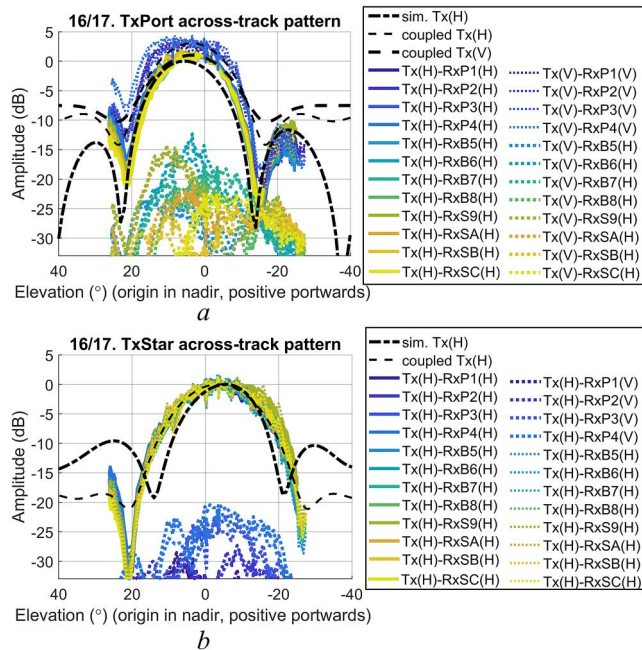 16/17. TxPort across-track pattern
Amplitude (dB)
5
0
-5
-10
-15
-20
-25
-30
40 20 0 -20 -40
Elevation (°) (origin in nadir, positive portwards)
a
sim. Tx(H)
coupled Tx(H)
coupled Tx(V)
Tx(H)-RxP1(H) Tx(V)-RxP1(V)
Tx(H)-RxP2(H) Tx(V)-RxP2(V)
Tx(H)-RxP3(H) Tx(V)-RxP3(V)
Tx(H)-RxP4(H) Tx(V)-RxP4(V)
Tx(H)-RxB5(H) Tx(V)-RxB5(H)
Tx(H)-RxB6(H) Tx(V)-RxB6(H)
Tx(H)-RxB7(H) Tx(V)-RxB7(H)
Tx(H)-RxB8(H) Tx(V)-RxB8(H)
Tx(H)-RxS9(H) Tx(V)-RxS9(H)
Tx(H)-RxSA(H) Tx(V)-RxSA(H)
Tx(H)-RxSB(H) Tx(V)-RxSB(H)
Tx(H)-RxSC(H) Tx(V)-RxSC(H)
16/17. TxStar across-track pattern
Amplitude (dB)
5
0
-5
-10
-15
-20
-25
-30
40 20 0 -20 -40
Elevation (°) (origin in nadir, positive portwards)
b
sim. Tx(H)
coupled Tx(H)
Tx(H)-RxP1(H) Tx(H)-RxP1(V)
Tx(H)-RxP2(H) Tx(H)-RxP2(V)
Tx(H)-RxP3(H) Tx(H)-RxP3(V)
Tx(H)-RxP4(H) Tx(H)-RxP4(V)
Tx(H)-RxB5(H) Tx(H)-RxB5(H)
Tx(H)-RxB6(H) Tx(H)-RxB6(H)
Tx(H)-RxB7(H) Tx(H)-RxB7(H)
Tx(H)-RxB8(H) Tx(H)-RxB8(H)
Tx(H)-RxS9(H) Tx(H)-RxS9(H)
Tx(H)-RxSA(H) Tx(H)-RxSA(H)
Tx(H)-RxSB(H) Tx(H)-RxSB(H)
Tx(H)-RxSC(H) Tx(H)-RxSC(H)